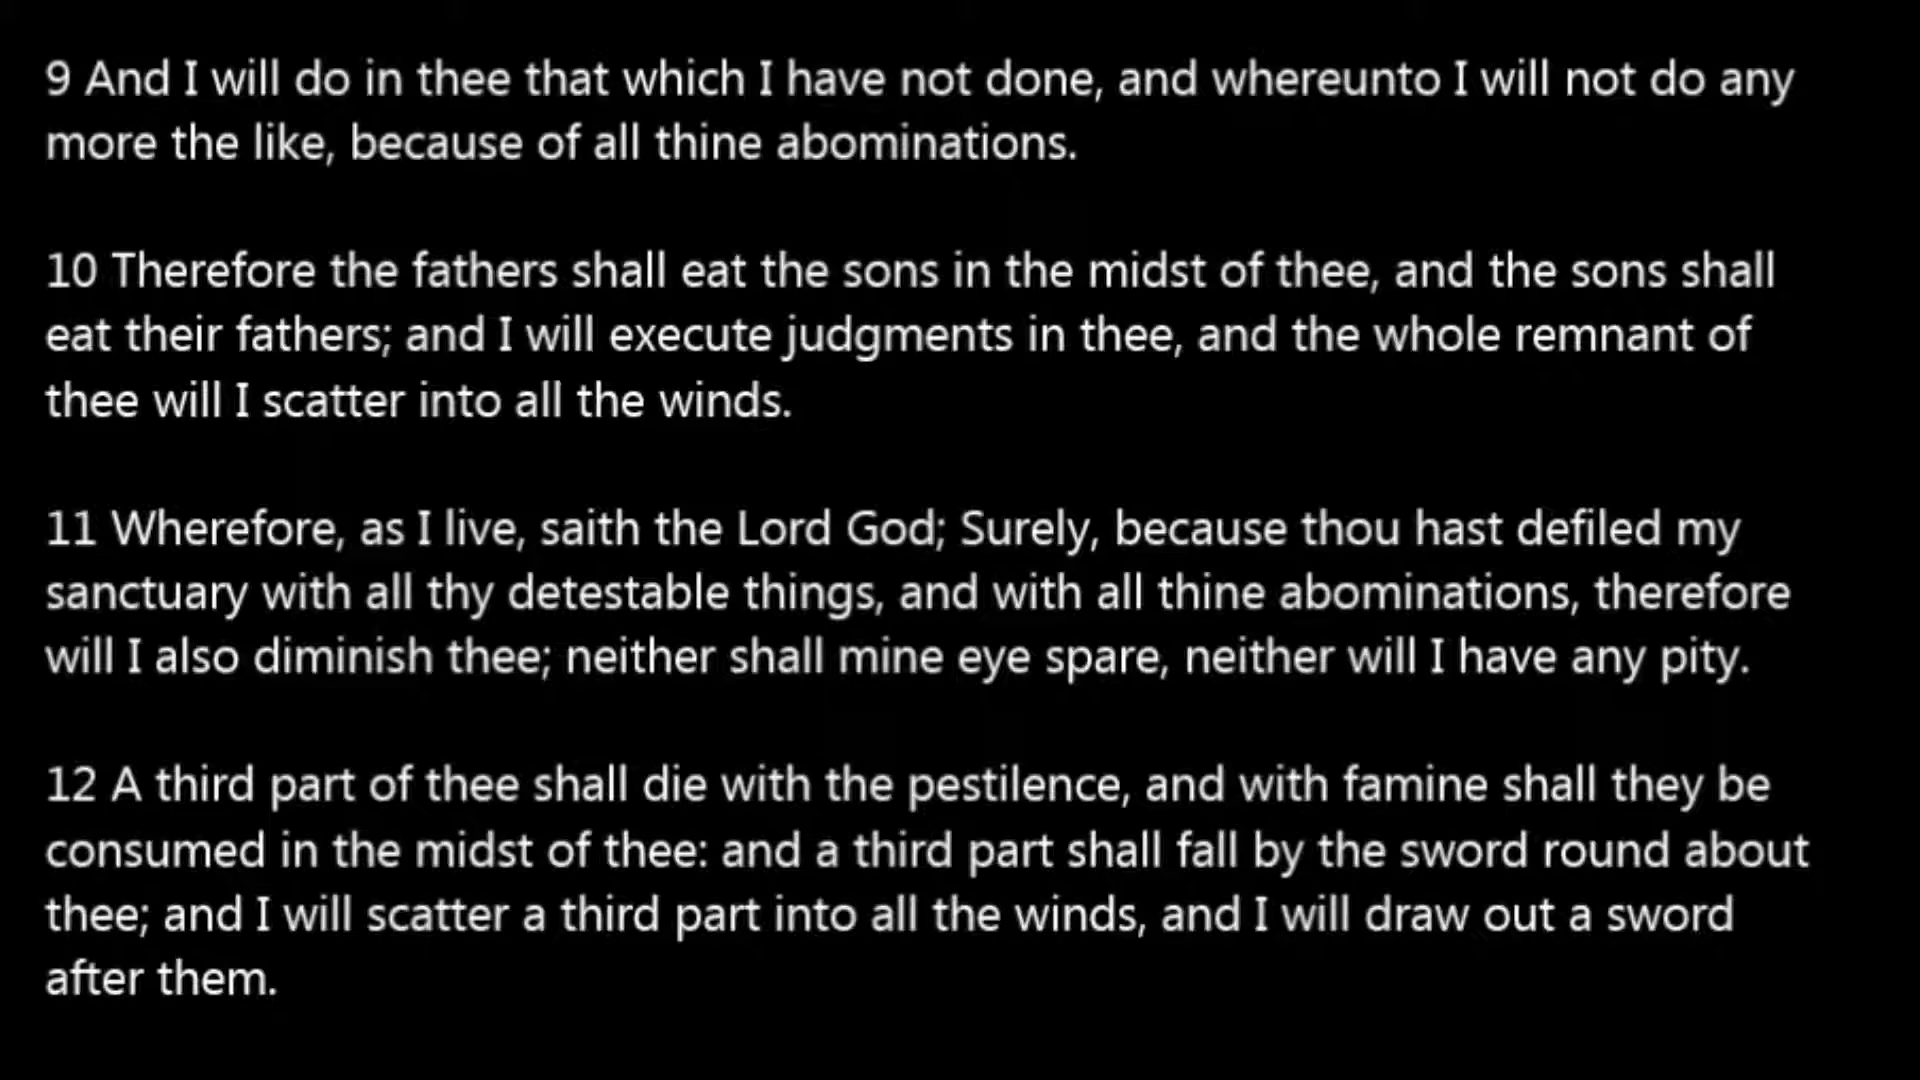 9 And I will do in thee that which I have not done, and whereunto I will not do any
more the like, because of all thine abominations.
10 Therefore the fathers shall eat the sons in the midst of thee, and the sons shall
eat their fathers; and I will execute judgments in thee, and the whole remnant of
thee will I scatter into all the winds.
11 Wherefore, as I live, saith the Lord God; Surely, because thou hast defiled my
sanctuary with all thy detestable things, and with all thine abominations, therefore
will I also diminish thee; neither shall mine eye spare, neither will I have any pity.
12 A third part of thee shall die with the pestilence, and with famine shall they be
consumed in the midst of thee: and a third part shall fall by the sword round about
thee; and I will scatter a third part into all the winds, and I will draw out a sword
after them.